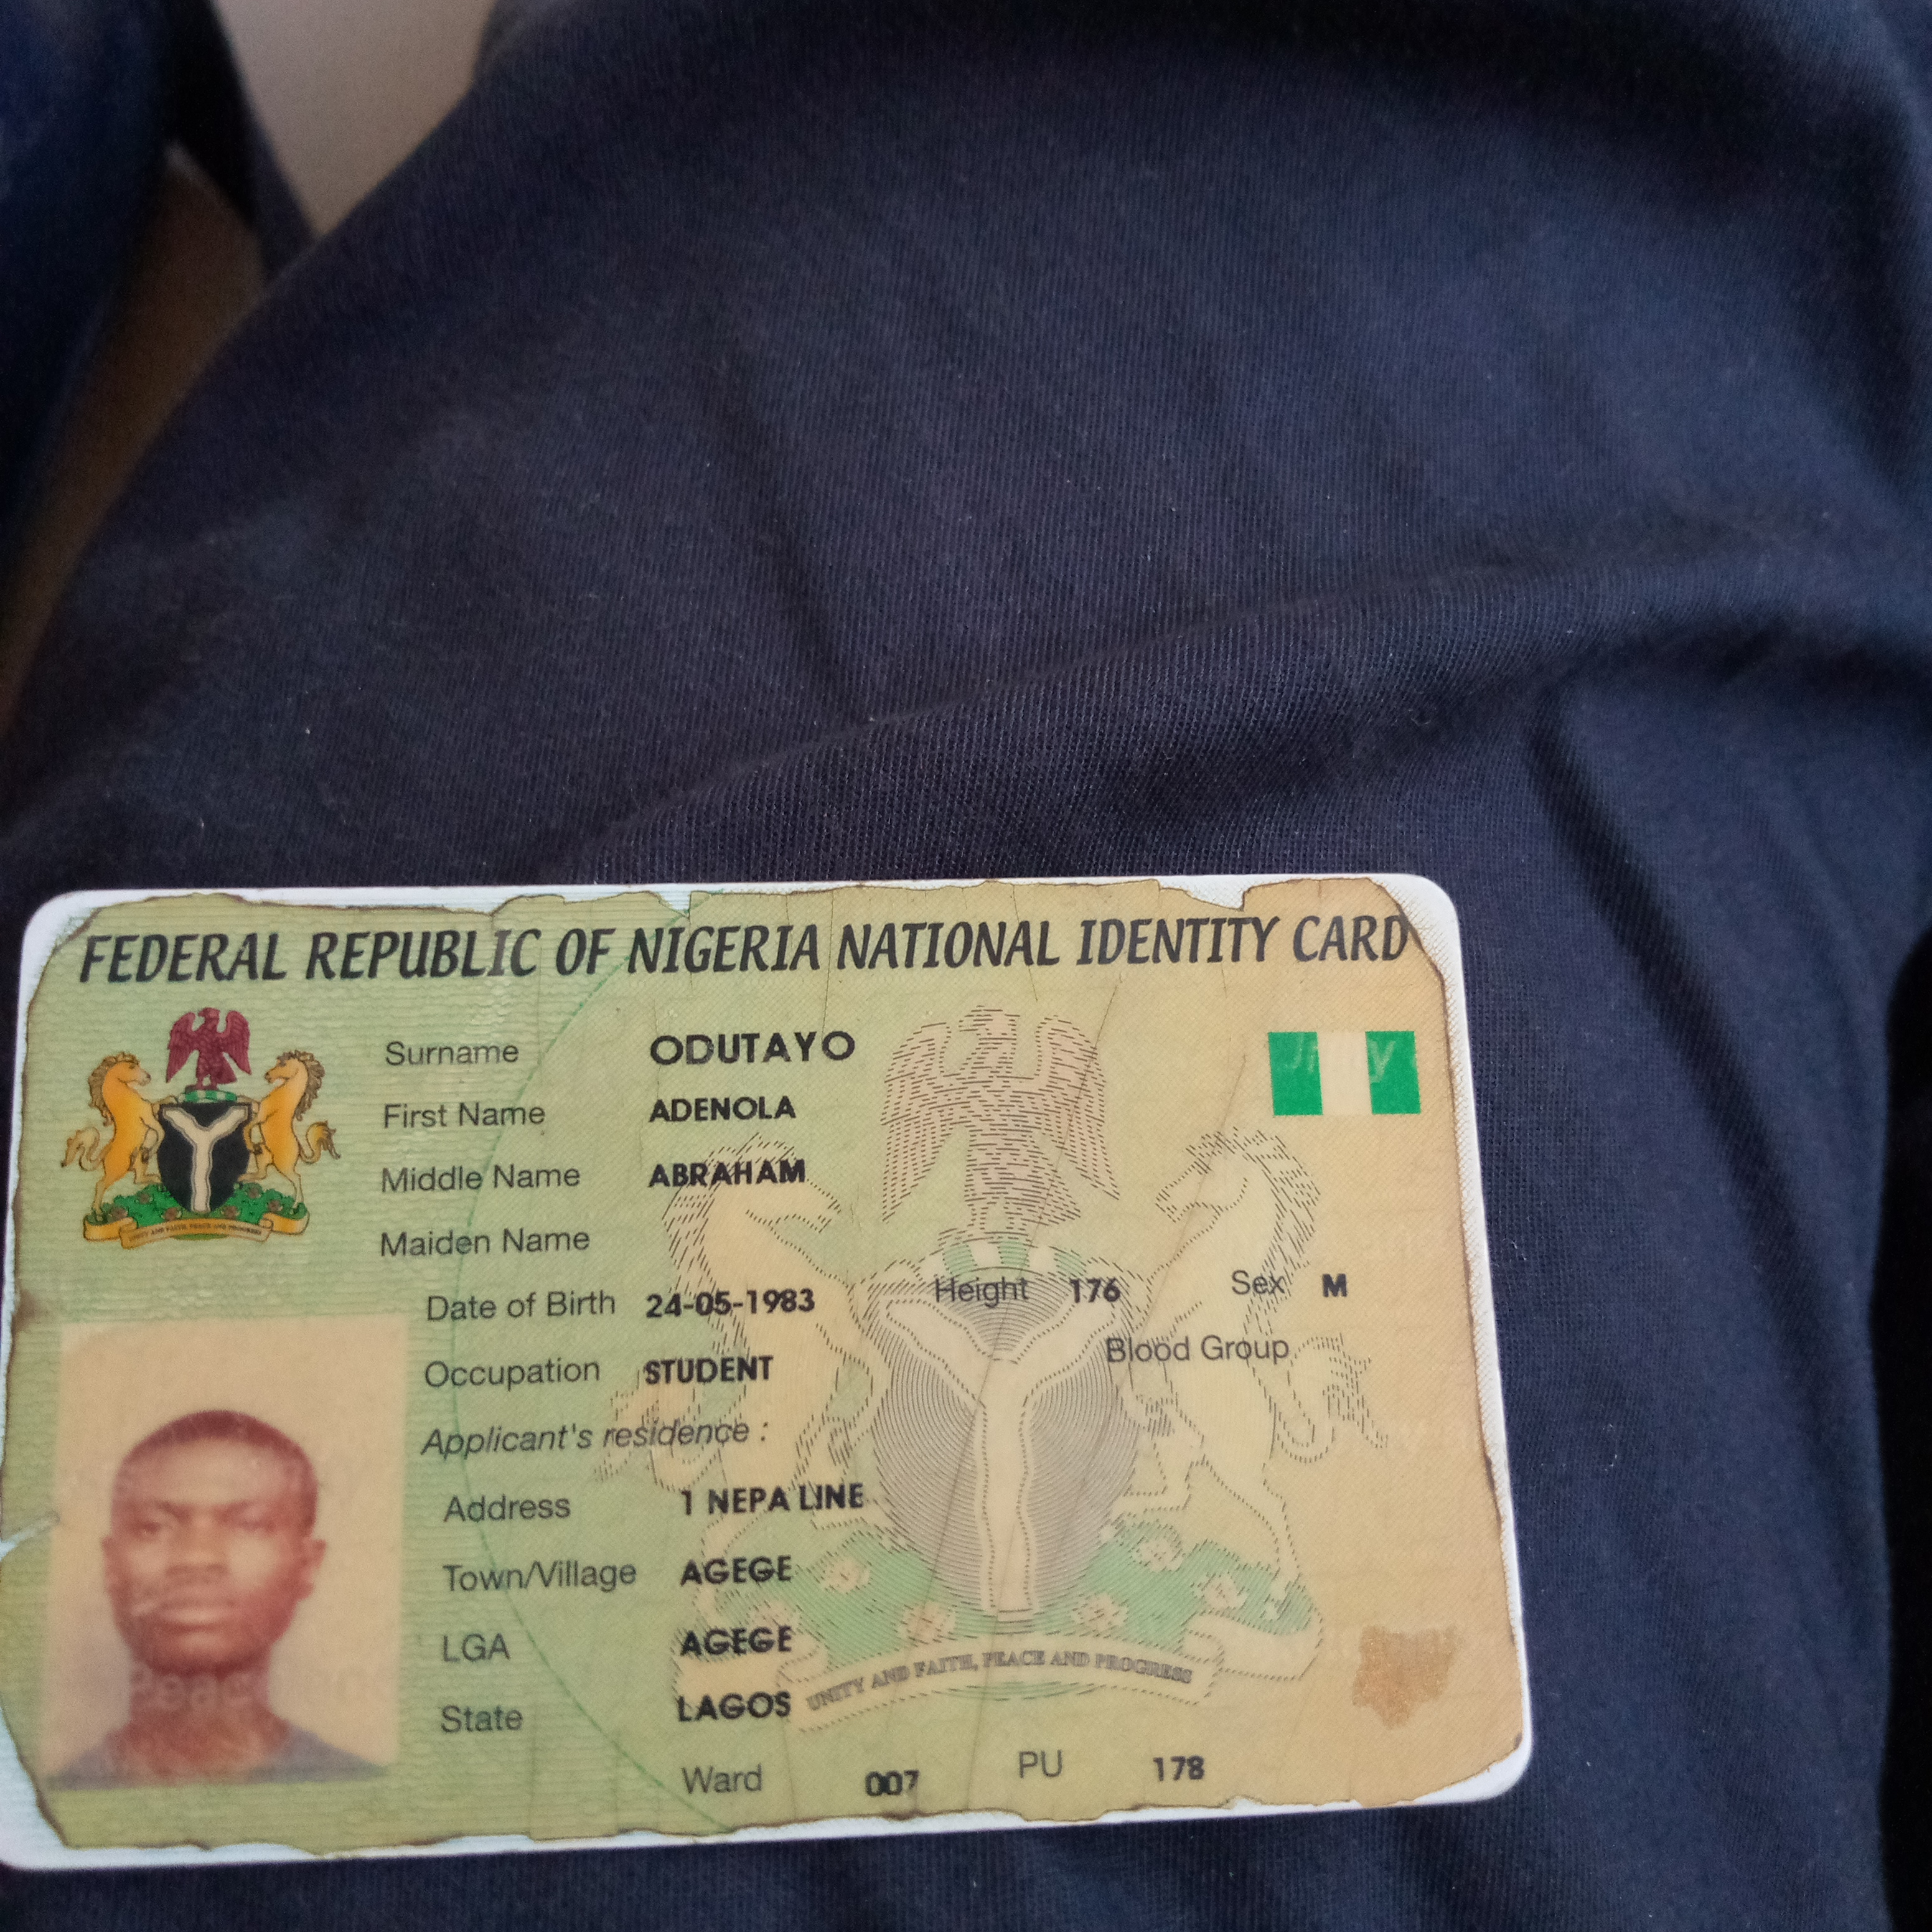 FEDERAL REPUBLIC OF NIGERIA NATIONAL IDENTITY CARD
Surname ODUTAYO
First Name ADENOLA
Middle Name ABRAHAM
Maiden Name
Date of Birth 24-05-1983 Height 176 Sex M
Blood Group
Occupation STUDENT
Applicant's residence :
Address 1 NEPA LINE
Town/Village AGEGE
LGA AGEGE
State LAGOS
Ward 007 PU 178
UNITY AND FAITH, PEACE AND PROGRESS
UNITY AND FAITH, PEACE AND PROGRESS